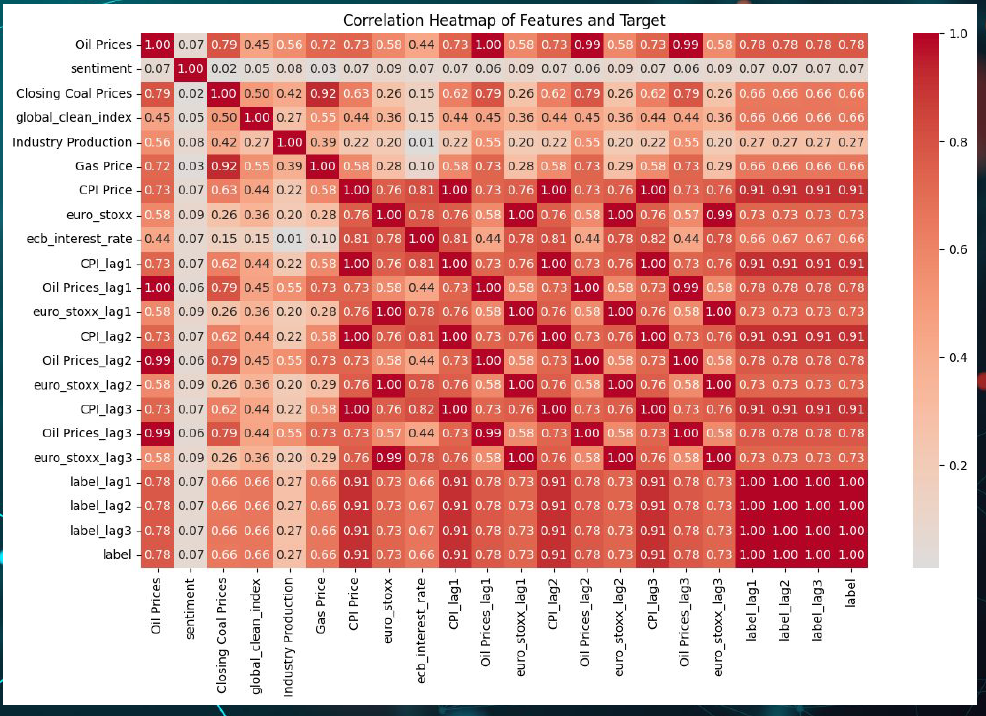 Correlation Heatmap of Features and Target
Oil Prices 1.00 0.07 0.79 0.45 0.56 0.72 0.73 0.58 0.44 0.73 1.00 0.58 0.73 0.99 0.58 0.73 0.99 0.58 0.78 0.78 0.78 0.78
sentiment 0.07 1.00 0.02 0.05 0.08 0.03 0.07 0.09 0.07 0.07 0.06 0.09 0.07 0.06 0.09 0.07 0.06 0.09 0.07 0.07 0.07 0.07
Closing Coal Prices 0.79 0.02 1.00 0.50 0.42 0.92 0.63 0.26 0.15 0.62 0.79 0.26 0.62 0.79 0.26 0.62 0.79 0.26 0.66 0.66 0.66 0.66
global_clean_index 0.45 0.05 0.50 1.00 0.27 0.55 0.44 0.36 0.15 0.44 0.45 0.36 0.44 0.45 0.36 0.44 0.44 0.36 0.66 0.66 0.66 0.66
Industry Production 0.56 0.08 0.42 0.27 1.00 0.39 0.22 0.20 0.01 0.22 0.55 0.20 0.22 0.55 0.20 0.22 0.55 0.20 0.27 0.27 0.27 0.27
Gas Price 0.72 0.03 0.92 0.55 0.39 1.00 0.58 0.28 0.10 0.58 0.73 0.28 0.58 0.73 0.29 0.58 0.73 0.29 0.66 0.66 0.66 0.66
CPI Price 0.73 0.07 0.63 0.44 0.22 0.58 1.00 0.76 0.81 1.00 0.73 0.76 1.00 0.73 0.76 1.00 0.73 0.76 0.91 0.91 0.91 0.91
euro_stoxx 0.58 0.09 0.26 0.36 0.20 0.28 0.76 1.00 0.78 0.76 0.58 1.00 0.76 0.58 1.00 0.76 0.57 0.99 0.73 0.73 0.73 0.73
ecb_interest_rate 0.44 0.07 0.15 0.15 0.01 0.10 0.81 0.78 1.00 0.81 0.44 0.78 0.81 0.44 0.78 0.82 0.44 0.78 0.66 0.67 0.67 0.66
CPI_lag1 0.73 0.07 0.62 0.44 0.22 0.58 1.00 0.76 0.81 1.00 0.73 0.76 1.00 0.73 0.76 1.00 0.73 0.76 0.91 0.91 0.91 0.91
Oil Prices_lag1 1.00 0.06 0.79 0.45 0.55 0.73 0.73 0.58 0.44 0.73 1.00 0.58 0.73 1.00 0.58 0.73 0.99 0.58 0.78 0.78 0.78 0.78
euro_stoxx_lag1 0.58 0.09 0.26 0.36 0.20 0.28 0.76 1.00 0.78 0.76 0.58 1.00 0.76 0.58 1.00 0.76 0.58 1.00 0.73 0.73 0.73 0.73
CPI_lag2 0.73 0.07 0.62 0.44 0.22 0.58 1.00 0.76 0.81 1.00 0.73 0.76 1.00 0.73 0.76 1.00 0.73 0.76 0.91 0.91 0.91 0.91
Oil Prices_lag2 0.99 0.06 0.79 0.45 0.55 0.73 0.73 0.58 0.44 0.73 1.00 0.58 0.73 1.00 0.58 0.73 1.00 0.58 0.78 0.78 0.78 0.78
euro_stoxx_lag2 0.58 0.09 0.26 0.36 0.20 0.29 0.76 1.00 0.78 0.76 0.58 1.00 0.76 0.58 1.00 0.76 0.58 1.00 0.73 0.73 0.73 0.73
CPI_lag3 0.73 0.07 0.62 0.44 0.22 0.58 1.00 0.76 0.82 1.00 0.73 0.76 1.00 0.73 0.76 1.00 0.73 0.76 0.91 0.91 0.91 0.91
Oil Prices_lag3 0.99 0.06 0.79 0.44 0.55 0.73 0.73 0.57 0.44 0.73 0.99 0.58 0.73 1.00 0.58 0.73 1.00 0.58 0.78 0.78 0.78 0.78
euro_stoxx_lag3 0.58 0.09 0.26 0.36 0.20 0.29 0.76 0.99 0.78 0.76 0.58 1.00 0.76 0.58 1.00 0.76 0.58 1.00 0.73 0.73 0.73 0.73
label_lag1 0.78 0.07 0.66 0.66 0.27 0.66 0.91 0.73 0.66 0.91 0.78 0.73 0.91 0.78 0.73 0.91 0.78 0.73 1.00 1.00 1.00 1.00
label_lag2 0.78 0.07 0.66 0.66 0.27 0.66 0.91 0.73 0.67 0.91 0.78 0.73 0.91 0.78 0.73 0.91 0.78 0.73 1.00 1.00 1.00 1.00
label_lag3 0.78 0.07 0.66 0.66 0.27 0.66 0.91 0.73 0.67 0.91 0.78 0.73 0.91 0.78 0.73 0.91 0.78 0.73 1.00 1.00 1.00 1.00
label 0.78 0.07 0.66 0.66 0.27 0.66 0.91 0.73 0.66 0.91 0.78 0.73 0.91 0.78 0.73 0.91 0.78 0.73 1.00 1.00 1.00 1.00
Oil Prices
sentiment
Closing Coal Prices
global_clean_index
Industry Production
Gas Price
CPI Price
euro_stoxx
ecb_interest_rate
CPI_lag1
Oil Prices_lag1
euro_stoxx_lag1
CPI_lag2
Oil Prices_lag2
euro_stoxx_lag2
CPI_lag3
Oil Prices_lag3
euro_stoxx_lag3
label_lag1
label_lag2
label_lag3
label
1.0
0.8
0.6
0.4
0.2